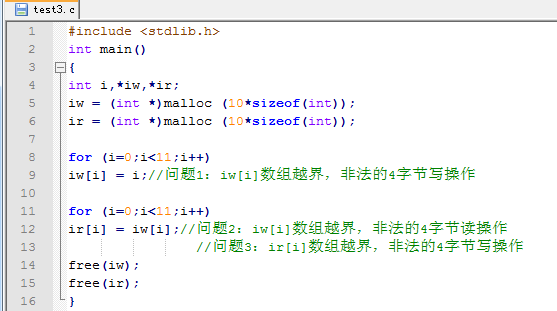 test3.c
1 #include <stdlib.h>
2 int main()
3 {
4 int i,*iw,*ir;
5 iw = (int *)malloc (10*sizeof(int));
6 ir = (int *)malloc (10*sizeof(int));
7
8 for (i=0;i<11;i++)
9 iw[i] = i;//问题1：iw[i]数组越界，非法的4字节写操作
10
11 for (i=0;i<11;i++)
12 ir[i] = iw[i];//问题2：iw[i]数组越界，非法的4字节读操作
13 //问题3：ir[i]数组越界，非法的4字节写操作
14 free(iw);
15 free(ir);
16 }